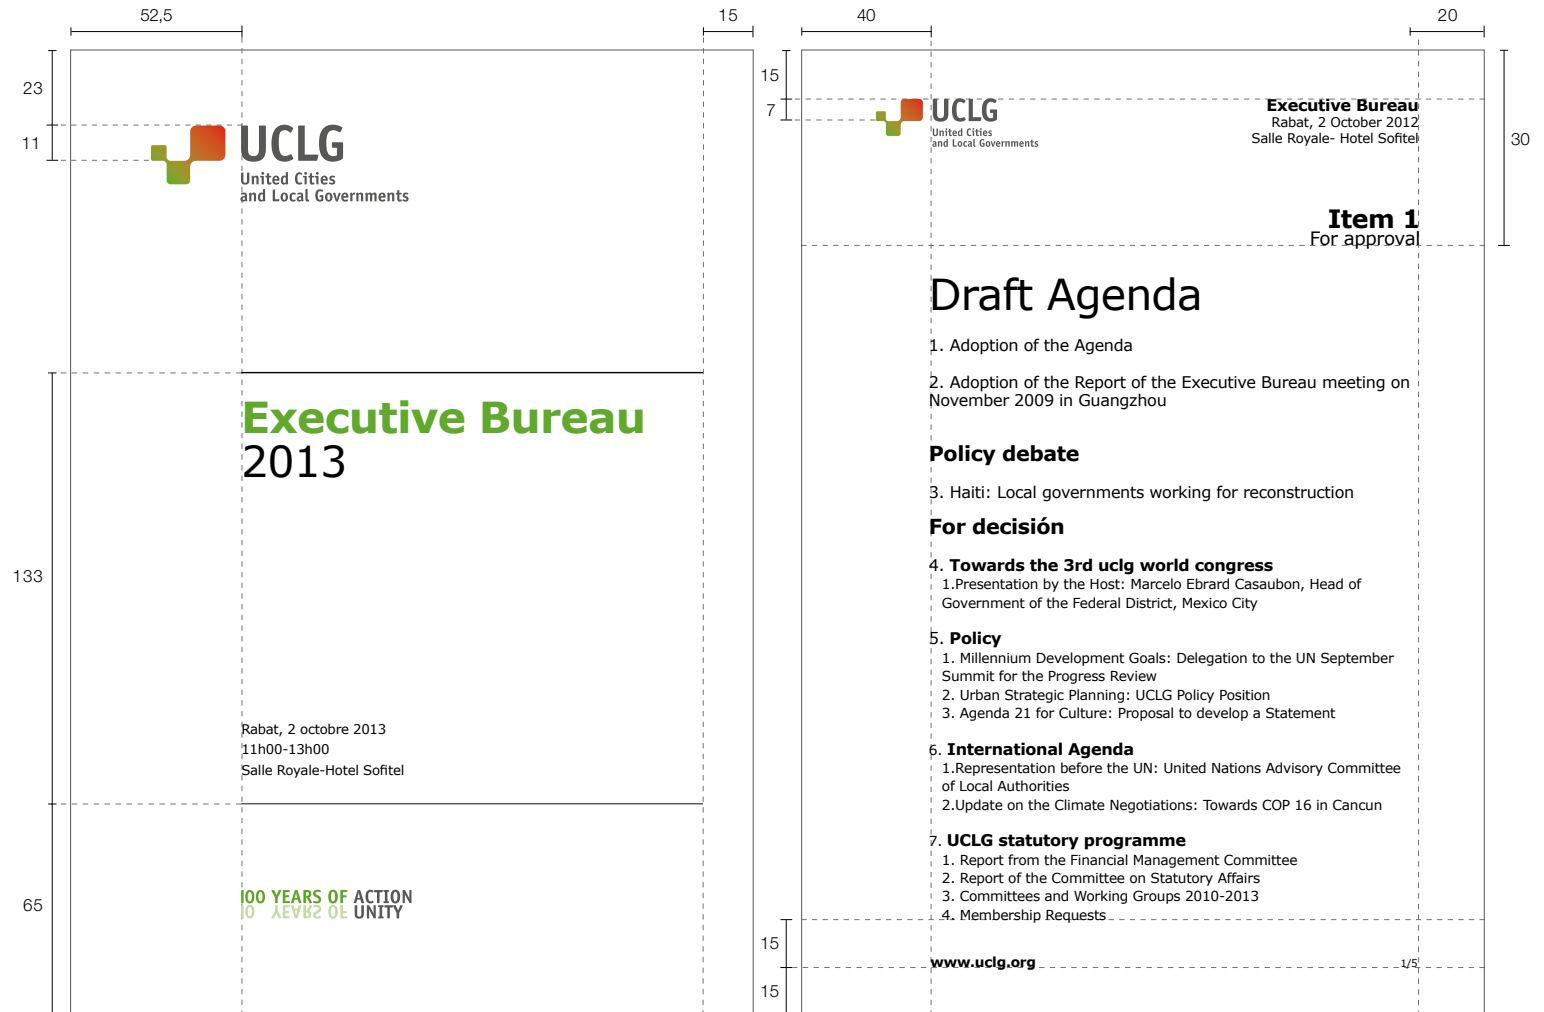 52,5
15
23
11
UCLG
United Cities
and Local Governments
Executive Bureau
2013
133
Rabat, 2 octobre 2013
11h00-13h00
Salle Royale-Hotel Sofitel
65
100 YEARS OF ACTION
YEARS OF UNITY
40
20
15
7
30
UCLG
United Cities
and Local Governments
Executive Bureau
Rabat, 2 October 2012
Salle Royale- Hotel Sofitel
Item 1
For approval
Draft Agenda
1. Adoption of the Agenda
2. Adoption of the Report of the Executive Bureau meeting on
November 2009 in Guangzhou
Policy debate
3. Haiti: Local governments working for reconstruction
For decisión
4. Towards the 3rd uclg world congress
1.Presentation by the Host: Marcelo Ebrard Casaubon, Head of
Government of the Federal District, Mexico City
5. Policy
1. Millennium Development Goals: Delegation to the UN September
Summit for the Progress Review
2. Urban Strategic Planning: UCLG Policy Position
3. Agenda 21 for Culture: Proposal to develop a Statement
6. International Agenda
1.Representation before the UN: United Nations Advisory Committee
of Local Authorities
2.Update on the Climate Negotiations: Towards COP 16 in Cancun
7. UCLG statutory programme
1. Report from the Financial Management Committee
2. Report of the Committee on Statutory Affairs
3. Committees and Working Groups 2010-2013
4. Membership Requests
15
www.uclg.org
1/5
15